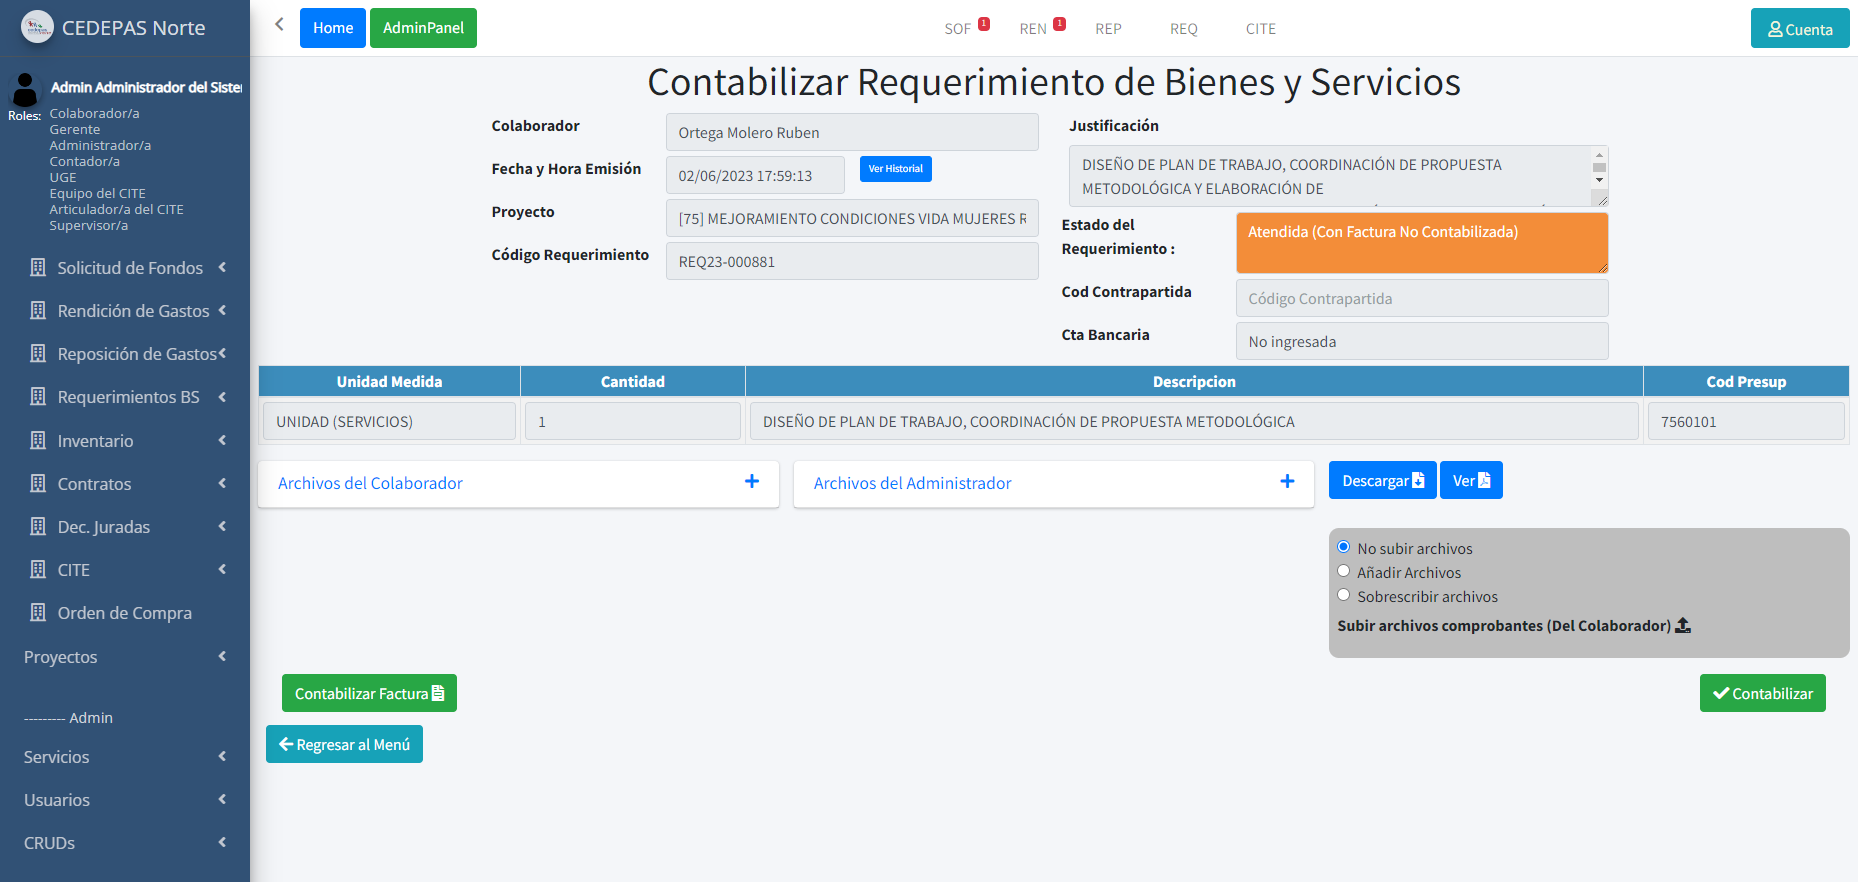 CEDEPAS Norte
Home
AdminPanel
SOF 1
REN 1
REP
REQ
CITE
Cuenta
Admin Administrador del Sister
Roles:
Colaborador/a
Gerente
Administrador/a
Contador/a
UGE
Equipo del CITE
Articulador/a del CITE
Supervisor/a
Solicitud de Fondos
Rendición de Gastos
Reposición de Gastos
Requerimientos BS
Inventario
Contratos
Dec. Juradas
CITE
Orden de Compra
Proyectos
--------- Admin
Servicios
Usuarios
CRUDs
Contabilizar Requerimiento de Bienes y Servicios
Colaborador
Ortega Molero Ruben
Fecha y Hora Emisión
02/06/2023 17:59:13
Ver Historial
Proyecto
[75] MEJORAMIENTO CONDICIONES VIDA MUJERES R
Código Requerimiento
REQ23-000881
Justificación
DISEÑO DE PLAN DE TRABAJO, COORDINACIÓN DE PROPUESTA
METODOLÓGICA Y ELABORACIÓN DE
Estado del
Requerimiento :
Atendida (Con Factura No Contabilizada)
Cod Contrapartida
Código Contrapartida
Cta Bancaria
No ingresada
Unidad Medida
Cantidad
Descripcion
Cod Presup
UNIDAD (SERVICIOS)
1
DISEÑO DE PLAN DE TRABAJO, COORDINACIÓN DE PROPUESTA METODOLÓGICA
7560101
Archivos del Colaborador
Archivos del Administrador
Descargar
Ver
No subir archivos
Añadir Archivos
Sobrescribir archivos
Subir archivos comprobantes (Del Colaborador)
Contabilizar Factura
Contabilizar
Regresar al Menú